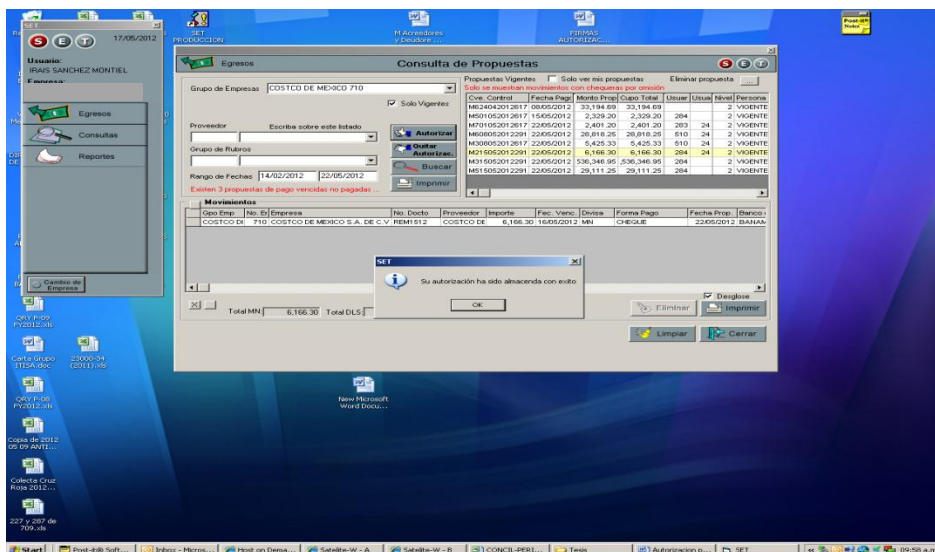 SET
PRODUCCION
M Acreedores
y Deudore ...
FIRMAS
AUTORIZAC...
Post-it®
Notes
SET
S E T
17/05/2012
Usuario:
IRAIS SANCHEZ MONTIEL
Empresa:
Egresos
Consultas
Reportes
Cambio de
Empresa
Egresos
Consulta de Propuestas
S E T
Grupo de Empresas
COSTCO DE MEXICO 710
Solo Vigentes
Proveedor
Escriba sobre este listado
Grupo de Rubros
Rango de Fechas
14/02/2012
22/05/2012
Existen 3 propuestas de pago vencidas no pagadas ...
Autorizar
Quitar
Autorizac.
Buscar
Imprimir
Propuestas Vigentes
Solo ver mis propuestas
Eliminar propuesta
...
Solo se muestran movimientos con chequeras por omisión
Cve. Control Fecha Pago Monto Prop Cupo Total Usuar Usua Nivel Persona
M624042012617 08/05/2012 33,194.69 33,194.69 2 VIGENTE
M501052012617 15/05/2012 2,329.20 2,329.20 284 2 VIGENTE
M701052012617 22/05/2012 2,401.20 2,401.20 283 24 2 VIGENTE
M608052012291 22/05/2012 28,818.25 28,818.25 510 24 2 VIGENTE
M308052012617 22/05/2012 5,425.33 5,425.33 510 24 2 VIGENTE
M215052012291 22/05/2012 6,166.30 6,166.30 284 24 2 VIGENTE
M315052012291 22/05/2012 536,346.95 536,346.95 284 2 VIGENTE
M515052012291 22/05/2012 29,111.25 29,111.25 284 2 VIGENTE
Movimientos
Gpo Emp No. Er Empresa No. Docto Proveedor Importe Fec. Venc. Divisa Forma Pago Fecha Prop. Banco
COSTCO DI 710 COSTCO DE MEXICO S.A. DE C.V REM1512 COSTCO DE 6,166.30 16/05/2012 MN CHEQUE 22/05/2012 BANAM
SET
Su autorización ha sido almacenda con exito
OK
Total MN:
6,166.30
Total DLS:
Desglose
Eliminar
Imprimir
Limpiar
Cerrar
QRY P-09
FY2012.xls
Carta Grupo
ITISA.doc
23000-34
(2011).xls
QRY P-08
FY2012.xls
New Microsoft
Word Docu...
Copia de 2012
05 09 ANTI...
Colecta Cruz
Roja 2012...
227 y 287 de
709.xls
Start
Post-it® Soft...
Inbox - Micros...
Host on Dema...
Satelite-W - A
Satelite-W - B
CONCIL-PERI...
Tesis
Autorizacion p...
SET
09:58 a.m